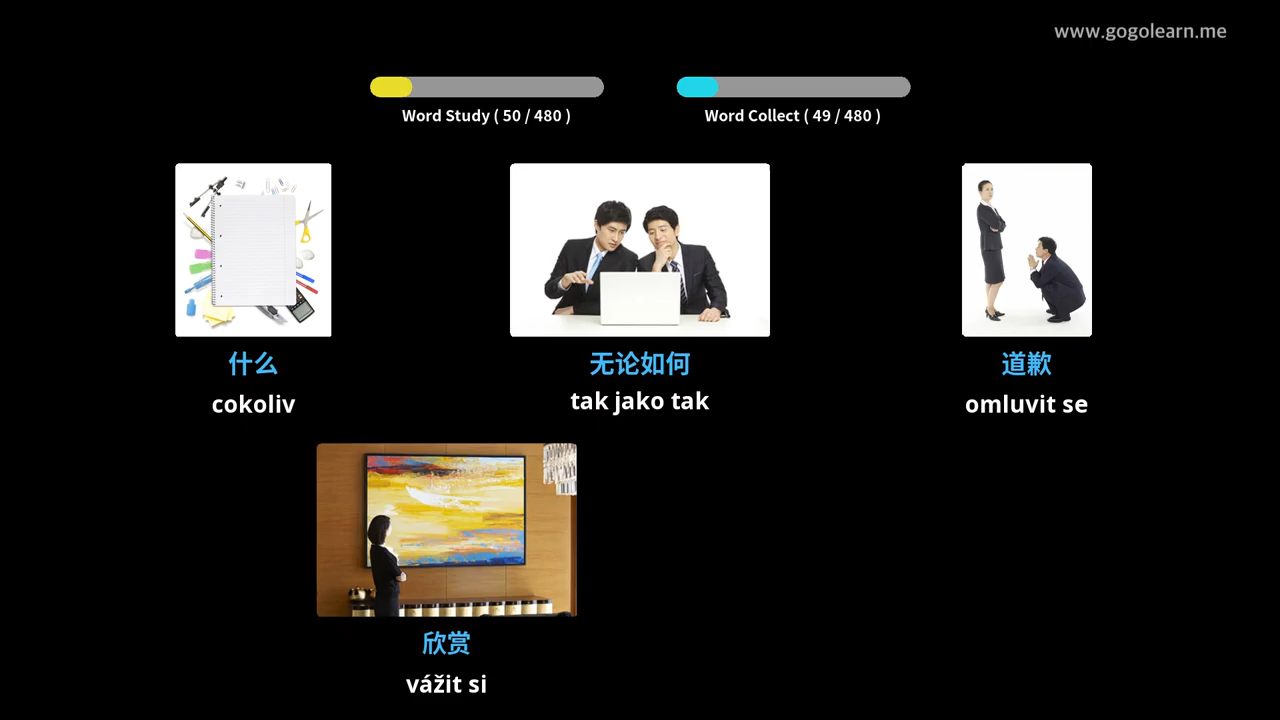 www.gogolearn.me
Word Study ( 50 / 480 )
Word Collect ( 49 / 480 )
什么
cokoliv
无论如何
tak jako tak
道歉
omluvit se
欣赏
vážit si